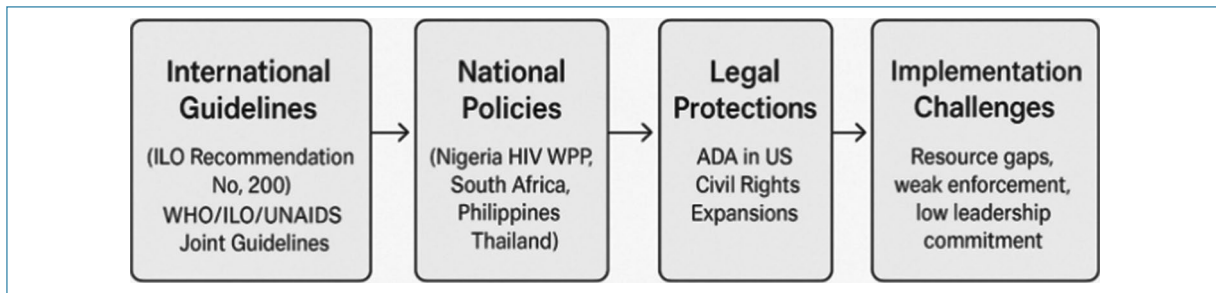 International
Guidelines
(ILO Recommendation
No, 200)
WHO/ILO/UNAIDS
Joint Guidelines
National
Policies
(Nigeria HIV WPP,
South Africa,
Philippines
Thailand)
Legal
Protections
ADA in US
Civil Rights
Expansions
Implementation
Challenges
Resource gaps,
weak enforcement,
low leadership
commitment